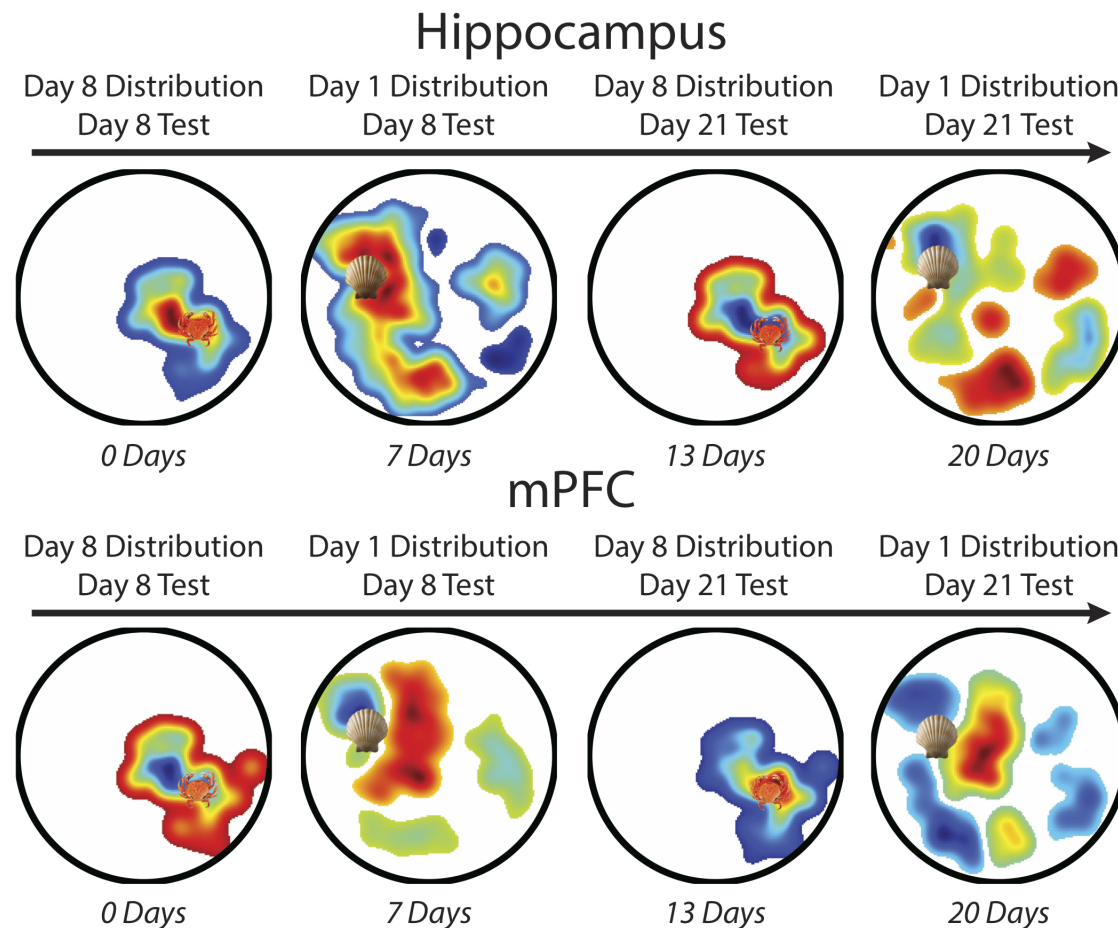 Hippocampus
Day 8 Distribution
Day 8 Test
Day 1 Distribution
Day 8 Test
Day 8 Distribution
Day 21 Test
Day 1 Distribution
Day 21 Test
0 Days
7 Days
13 Days
20 Days
mPFC
Day 8 Distribution
Day 8 Test
Day 1 Distribution
Day 8 Test
Day 8 Distribution
Day 21 Test
Day 1 Distribution
Day 21 Test
0 Days
7 Days
13 Days
20 Days